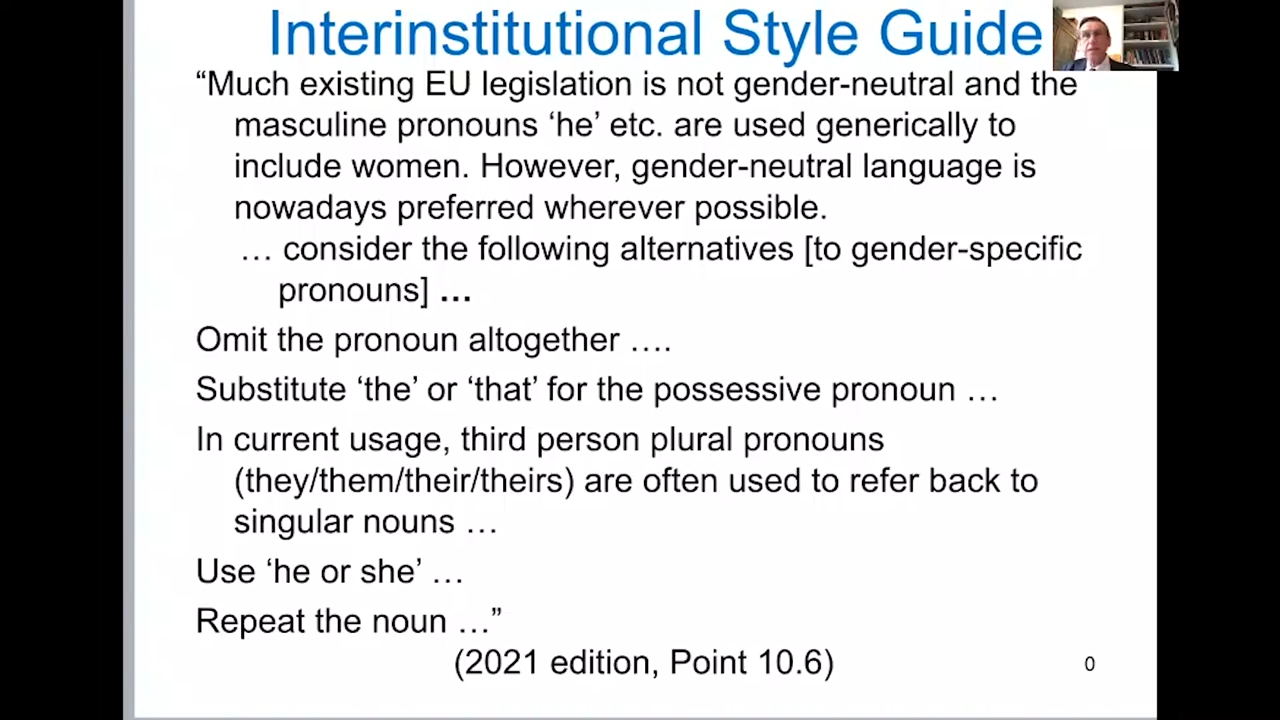 Interinstitutional Style Guide
“Much existing EU legislation is not gender-neutral and the
masculine pronouns ‘he’ etc. are used generically to
include women. However, gender-neutral language is
nowadays preferred wherever possible.
… consider the following alternatives [to gender-specific
pronouns] …
Omit the pronoun altogether ….
Substitute ‘the’ or ‘that’ for the possessive pronoun …
In current usage, third person plural pronouns
(they/them/their/theirs) are often used to refer back to
singular nouns …
Use ‘he or she’ …
Repeat the noun …”
(2021 edition, Point 10.6)
0